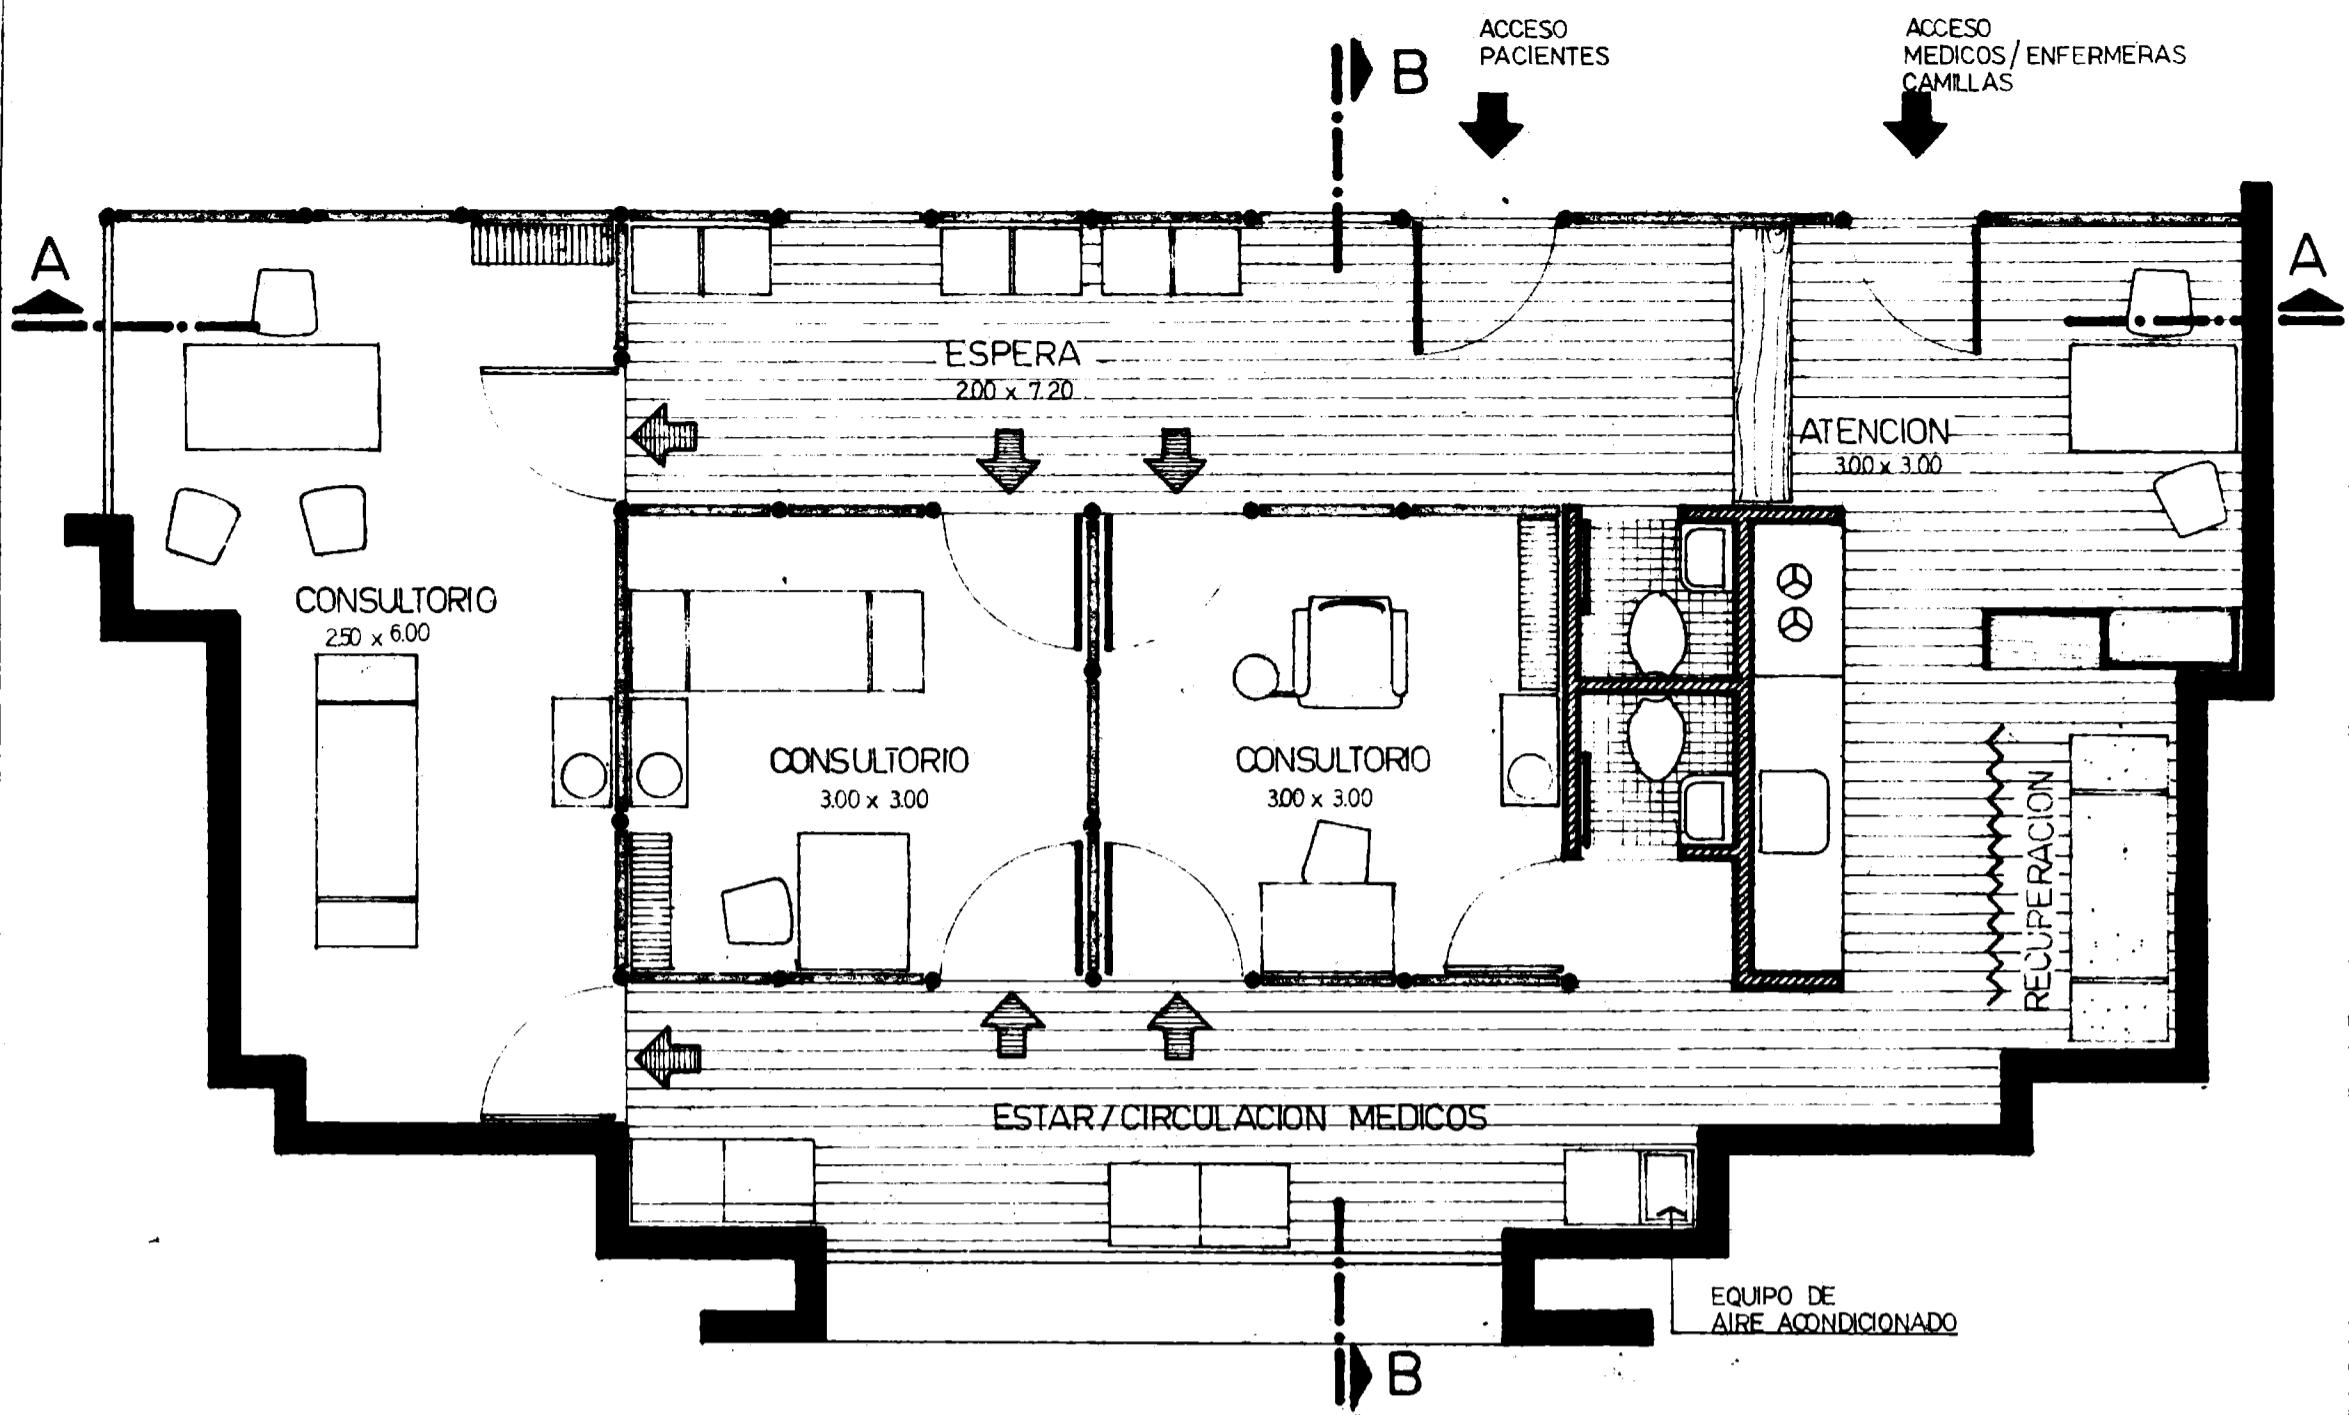 ACCESO
PACIENTES
ACCESO
MEDICOS/ENFERMERAS
CAMILLAS
B
A
A
ESPERA
2.00 x 7.20
ATENCION
3.00 x 3.00
CONSULTORIO
2.50 x 6.00
CONSULTORIO
3.00 x 3.00
CONSULTORIO
3.00 x 3.00
RECUPERACION
ESTAR/CIRCULACION MEDICOS
EQUIPO DE
AIRE ACONDICIONADO
B